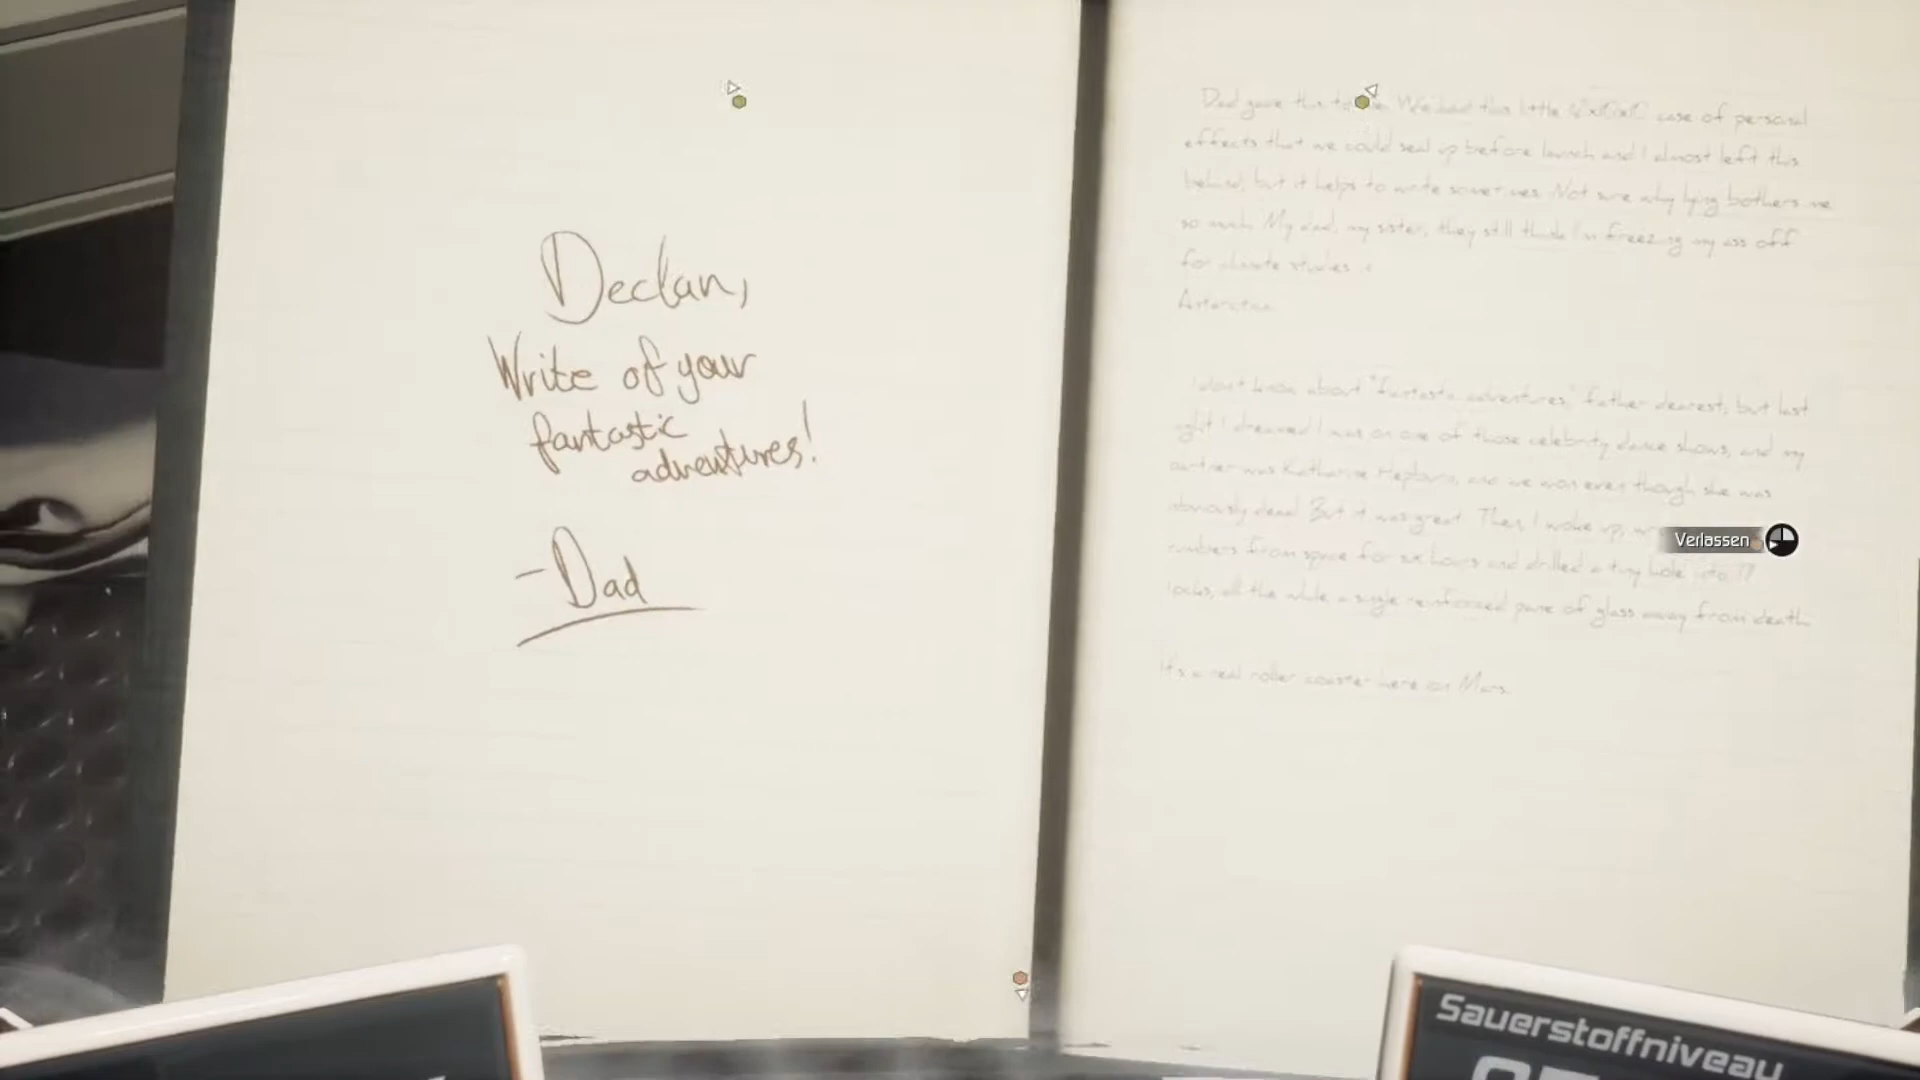 Declan,
Write of your
fantastic
adventures!
-Dad
Dad gave this to We had this little case of personal
effects that we could seal up before launch and I almost left this
behind, but it helps to write sometimes. Not sure why lying bothers me
so much. My dad, my sister, they still think I'm freezing my ass off
for climate studies
Antarctica.
I don't know about "fantastic adventures," father dearest, but last
night I dreamed I was on one of those celebrity dance shows, and my
partner was Katharine Hepburn, and we won even though she was
obviously dead. But it was great. Then I woke up,
numbers from space for six hours and drilled a tiny hole into 17
rocks, all the while a single reinforced pane of glass away from death.
It's a real roller coaster here on Mars.
Verlassen
Sauerstoffniveau